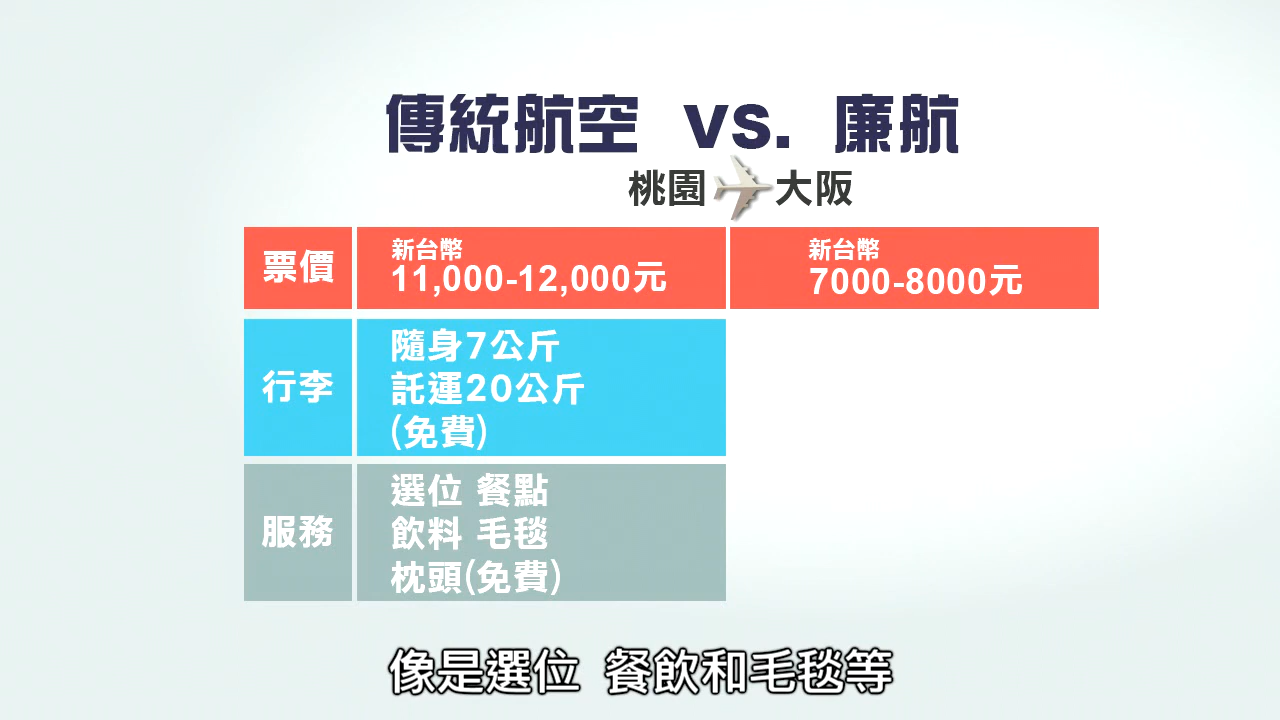 傳統航空 vs. 廉航
桃園 大阪
票價
新台幣
11,000-12,000元
新台幣
7000-8000元
行李
隨身7公斤
託運20公斤
(免費)
服務
選位 餐點
飲料 毛毯
枕頭(免費)
像是選位 餐飲和毛毯等